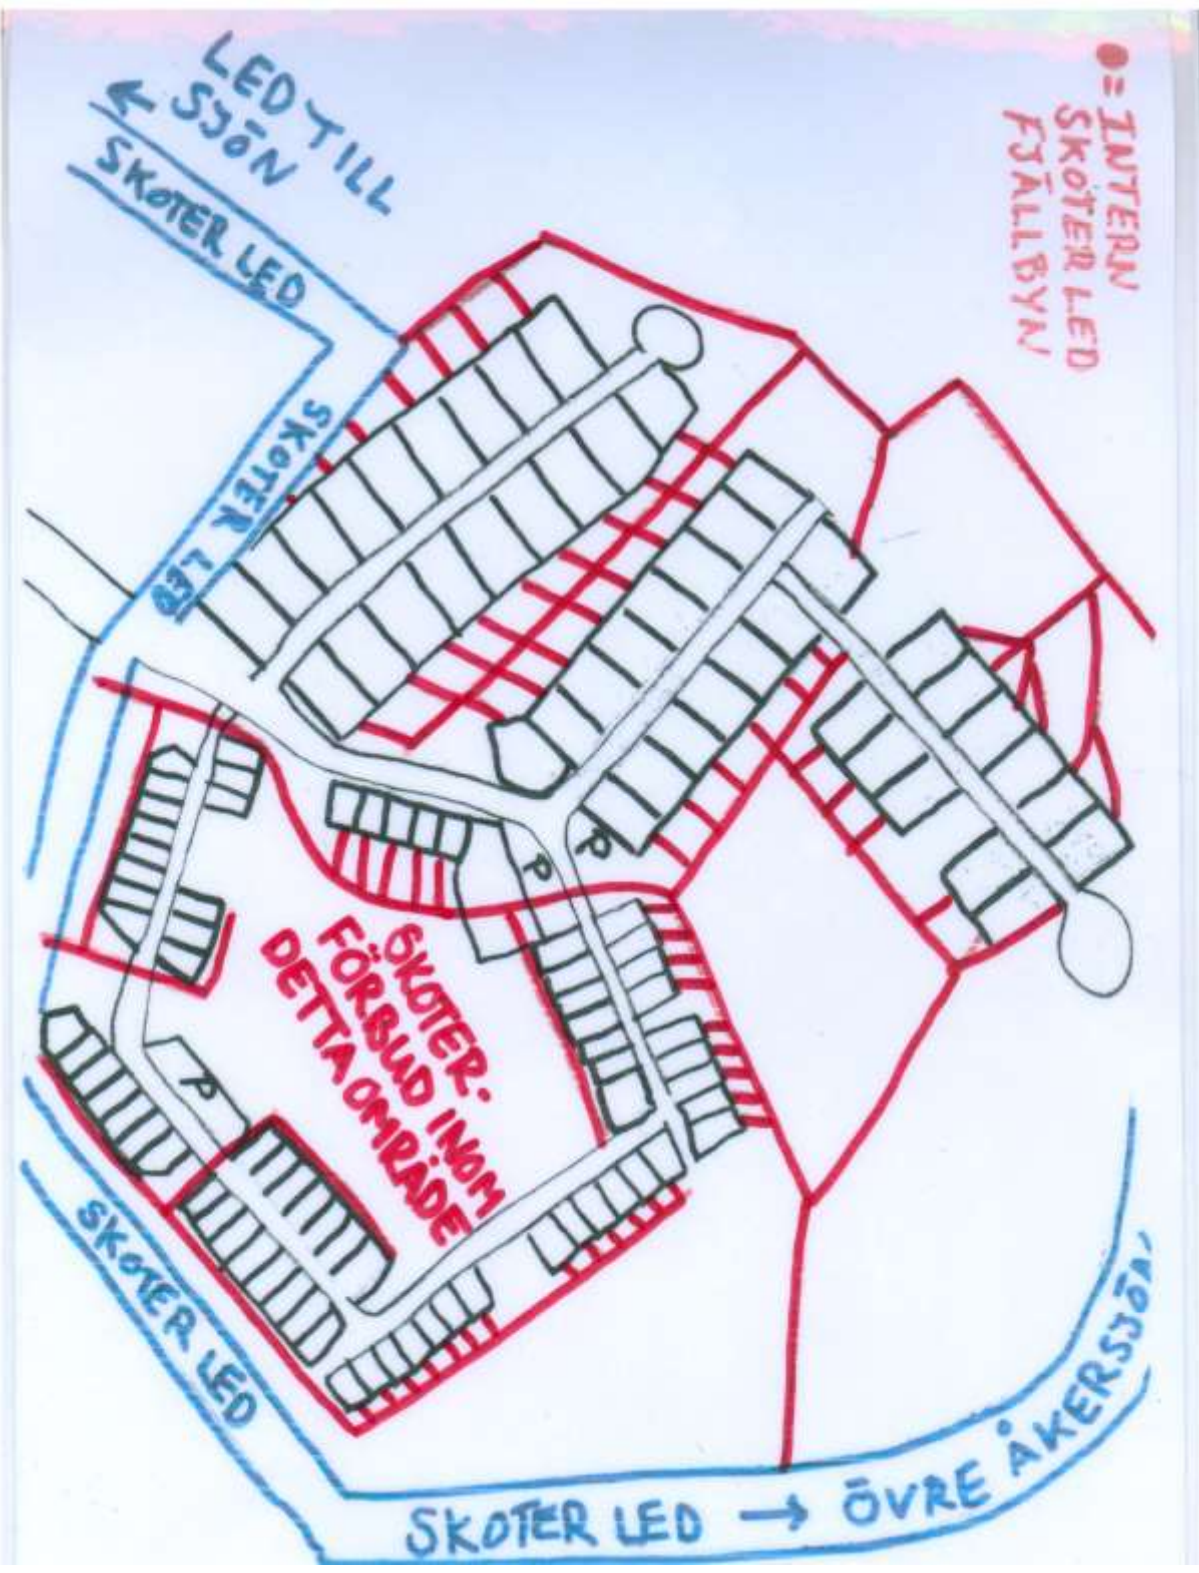 LED TILL
SJÖN
←
SKOTER LED
SKOTER LED
●= INTERN
SKOTER LED
FJÄLLBYN
P
P
SKOTER-
FÖRBUD INOM
DETTA OMRÅDE
P
SKOTER LED
SKOTER LED → ÖVRE ÅKERSJÖN